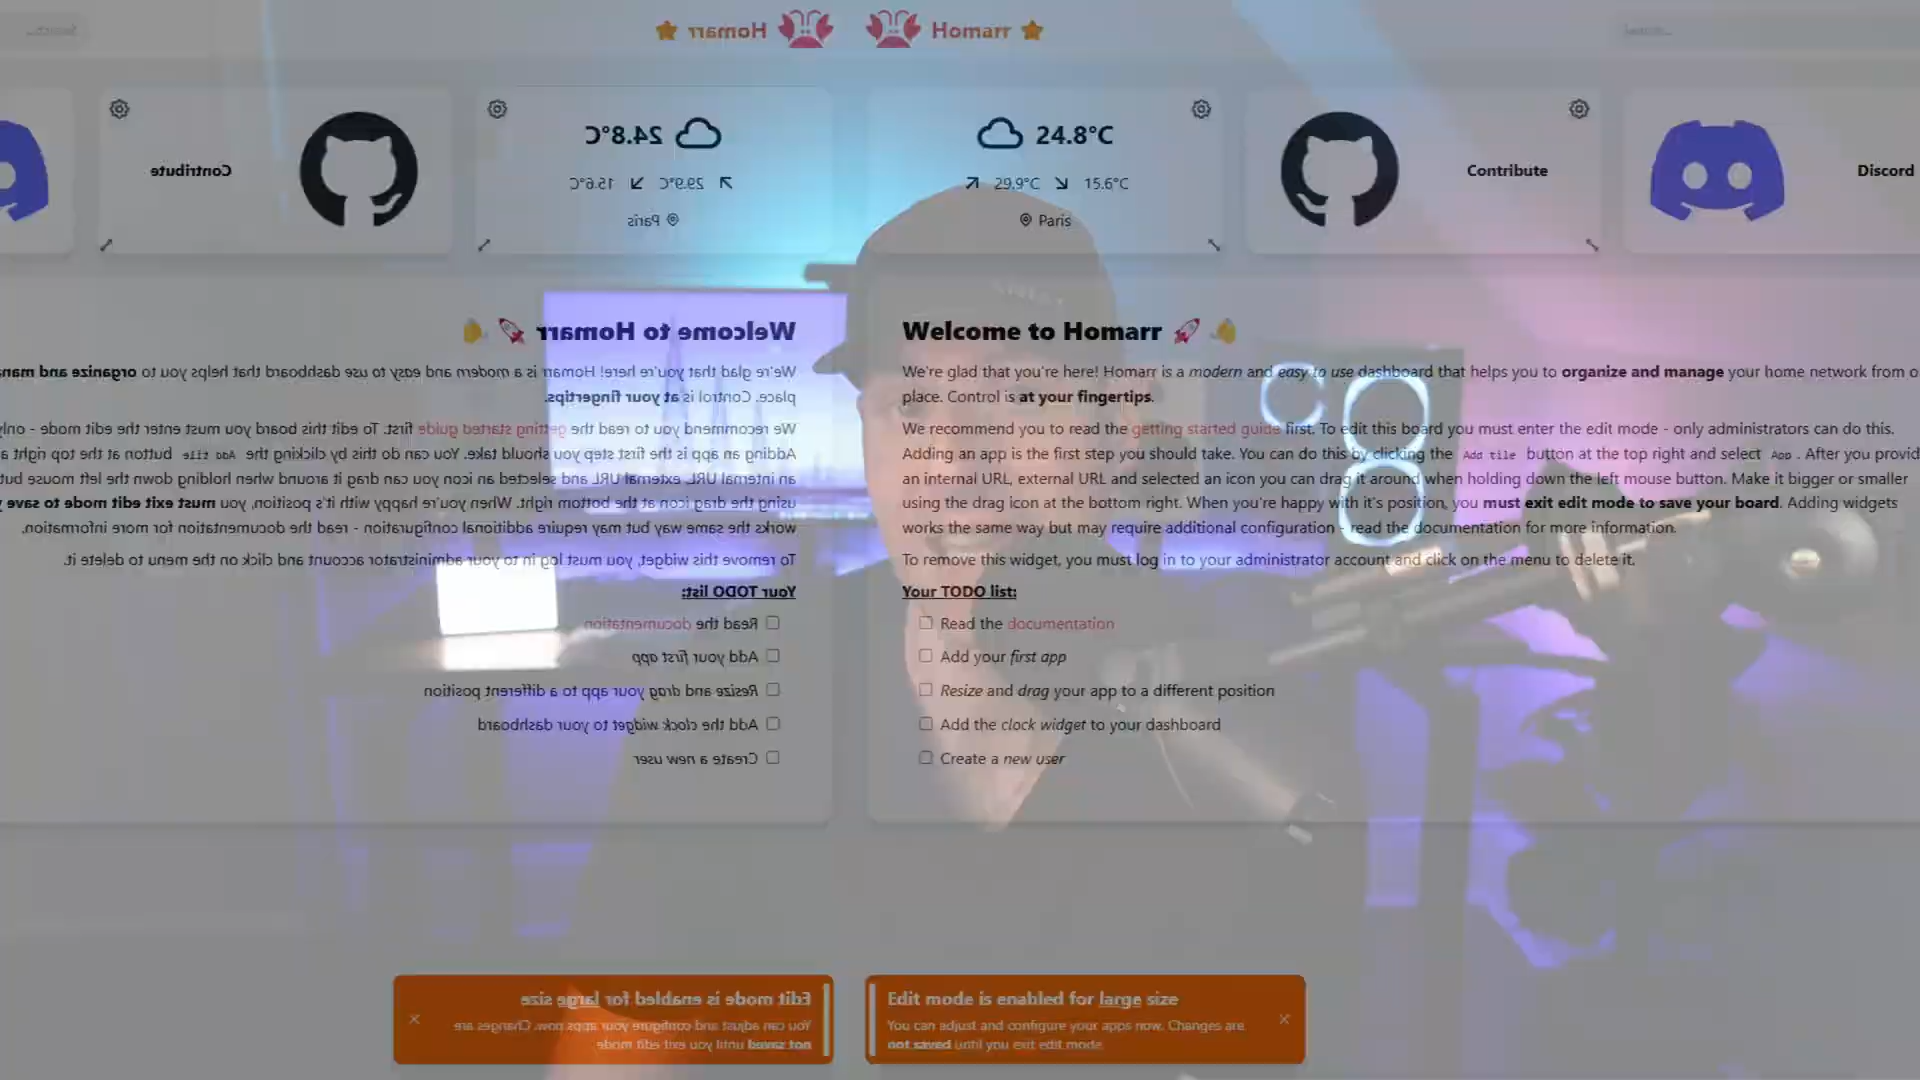 Homarr
Search...
24.8°C
29.9°C 15.6°C
Paris
Contribute
Discord
Welcome to Homarr 🚀 👋
We're glad that you're here! Homarr is a modern and easy to use dashboard that helps you to organize and manage your home network from o
place. Control is at your fingertips.
We recommend you to read the getting started guide first. To edit this board you must enter the edit mode - only administrators can do this.
Adding an app is the first step you should take. You can do this by clicking the Add tile button at the top right and select App. After you provid
an internal URL, external URL and selected an icon you can drag it around when holding down the left mouse button. Make it bigger or smaller
using the drag icon at the bottom right. When you're happy with it's position, you must exit edit mode to save your board. Adding widgets
works the same way but may require additional configuration - read the documentation for more information.
To remove this widget, you must log in to your administrator account and click on the menu to delete it.
Your TODO list:
Read the documentation
Add your first app
Resize and drag your app to a different position
Add the clock widget to your dashboard
Create a new user
Edit mode is enabled for large size
You can adjust and configure your apps now. Changes are
not saved until you exit edit mode.